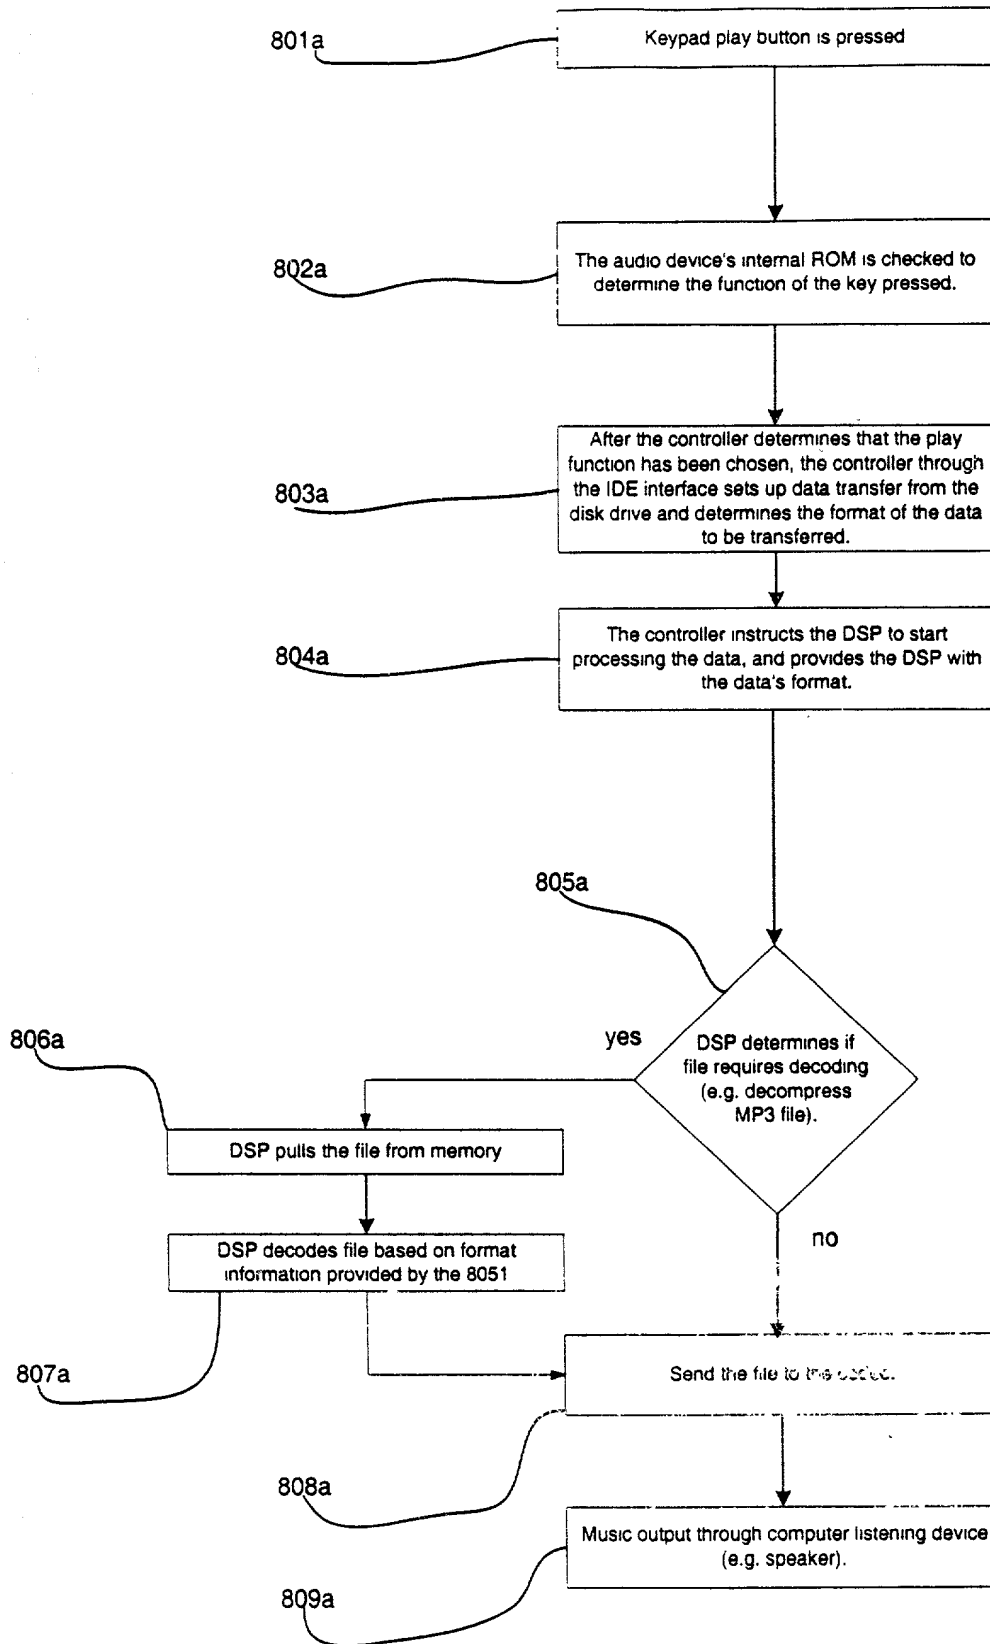 801a
Keypad play button is pressed
802a
The audio device's internal ROM is checked to
determine the function of the key pressed.
803a
After the controller determines that the play
function has been chosen, the controller through
the IDE interface sets up data transfer from the
disk drive and determines the format of the data
to be transferred.
804a
The controller instructs the DSP to start
processing the data, and provides the DSP with
the data's format.
805a
DSP determines if
file requires decoding
(e.g. decompress
MP3 file).
yes
806a
DSP pulls the file from memory
DSP decodes file based on format
information provided by the 8051
807a
no
Send the file to the codec.
808a
Music output through computer listening device
(e.g. speaker).
809a